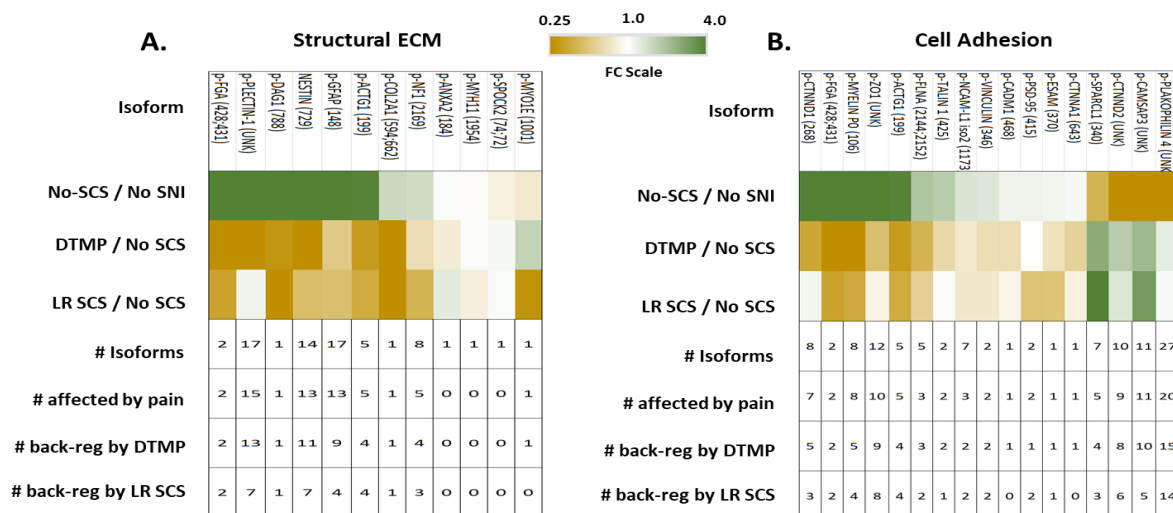 A.
Structural ECM
0.25
1.0
4.0
FC Scale
B.
Cell Adhesion
Isoform
p-FGA (428;431)
p-PLECTIN-1 (UNK)
p-DAG1 (788)
NESTIN (729)
p-GFAP (148)
p-ACTG1 (199)
p-COL2A1 (594;662)
p-NF1 (2169)
p-ANXA2 (184)
p-MYH11 (1954)
p-SPOCK2 (74;72)
p-MYO1E (1001)
No-SCS / No SNI
DTMP / No SCS
LR SCS / No SCS
# Isoforms 2 17 1 14 17 5 1 8 1 1 1 1
# affected by pain 2 15 1 13 13 5 1 5 0 0 0 1
# back-reg by DTMP 2 13 1 11 9 4 1 4 0 0 0 1
# back-reg by LR SCS 2 7 1 7 4 4 1 3 0 0 0 0
Isoform
p-CTNND1 (268)
p-FGA (428;431)
p-MYELIN P0 (106)
p-ZO1 (UNK)
p-ACTG1 (199)
p-FLNA (2144;2152)
p-TALIN 1 (425)
p-NCAM-L1 iso2 (1173
p-VINCULIN (346)
p-CADM1 (468)
p-PSD-95 (415)
p-ESAM (370)
p-CTNNA1 (643)
p-SPARCL1 (340)
p-CTNND2 (UNK)
p-CAMSAP3 (UNK)
p-PLAKOPHILIN 4 (UNK
No-SCS / No SNI
DTMP / No SCS
LR SCS / No SCS
# Isoforms 8 2 8 12 5 5 2 7 2 1 2 1 1 7 10 11 27
# affected by pain 7 2 8 10 5 3 2 3 2 1 2 1 1 5 9 11 20
# back-reg by DTMP 5 2 5 9 4 3 2 2 2 1 1 1 1 4 8 10 15
# back-reg by LR SCS 3 2 4 8 4 2 1 2 2 0 2 1 0 3 6 5 14